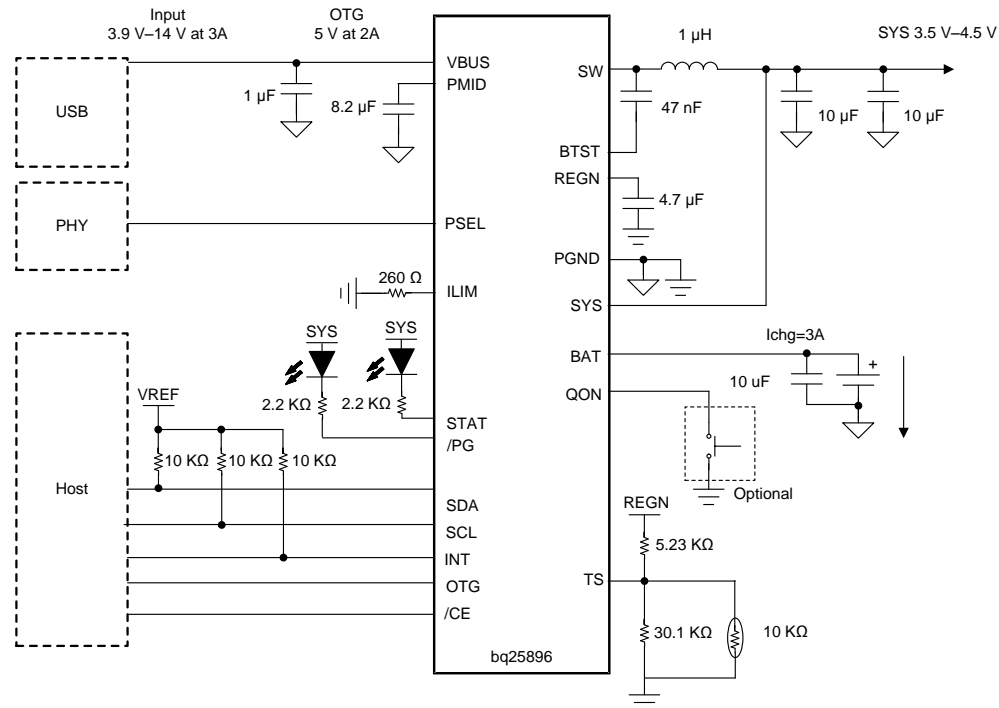 Input
3.9 V–14 V at 3A
OTG
5 V at 2A
1 µH
SYS 3.5 V–4.5 V
VBUS
PMID
SW
USB
1 µF
8.2 µF
47 nF
10 µF
10 µF
BTST
REGN
4.7 µF
PHY
PSEL
PGND
260 Ω
ILIM
SYS
SYS
SYS
Ichg=3A
BAT
+
10 uF
QON
VREF
2.2 KΩ
2.2 KΩ
STAT
/PG
10 KΩ
10 KΩ
10 KΩ
Host
Optional
SDA
REGN
SCL
5.23 KΩ
INT
TS
OTG
/CE
30.1 KΩ
10 KΩ
bq25896